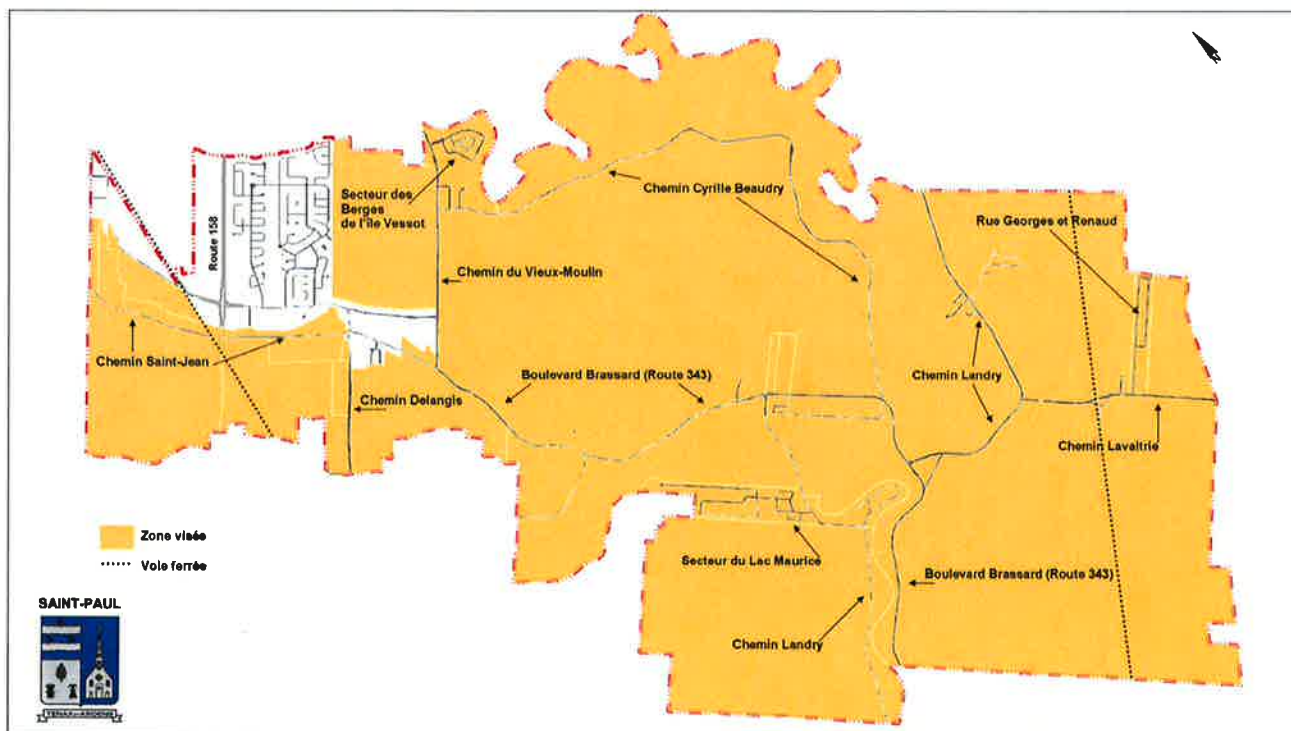 Route 158
Secteur des
Berges
de l'île Vessot
Chemin Cyrille Beaudry
Rue Georges et Renaud
Chemin du Vieux-Moulin
Chemin Saint-Jean
Boulevard Brassard (Route 343)
Chemin Landry
Chemin Delangis
Chemin Lavaltrie
Zone visée
Voie ferrée
Secteur du Lac Maurice
Boulevard Brassard (Route 343)
SAINT-PAUL
Chemin Landry